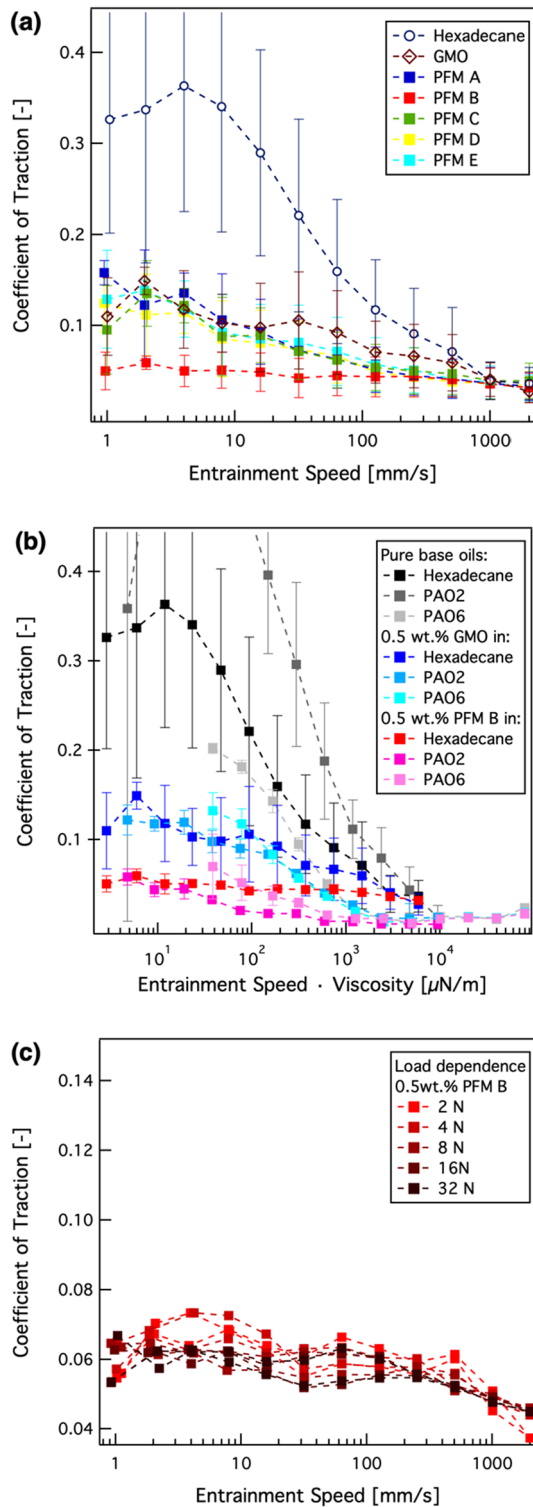 (a)
0.4
0.3
0.2
0.1
Coefficient of Traction [-]
Hexadecane
GMO
PFM A
PFM B
PFM C
PFM D
PFM E
1
10
100
1000
Entrainment Speed [mm/s]
(b)
0.4
0.3
0.2
0.1
Coefficient of Traction [-]
Pure base oils:
Hexadecane
PAO2
PAO6
0.5 wt.% GMO in:
Hexadecane
PAO2
PAO6
0.5 wt.% PFM B in:
Hexadecane
PAO2
PAO6
10¹
10²
10³
10⁴
Entrainment Speed · Viscosity [µN/m]
(c)
0.14
0.12
0.10
0.08
0.06
0.04
Coefficient of Traction [-]
Load dependence
0.5wt.% PFM B
2 N
4 N
8 N
16N
32 N
1
10
100
1000
Entrainment Speed [mm/s]